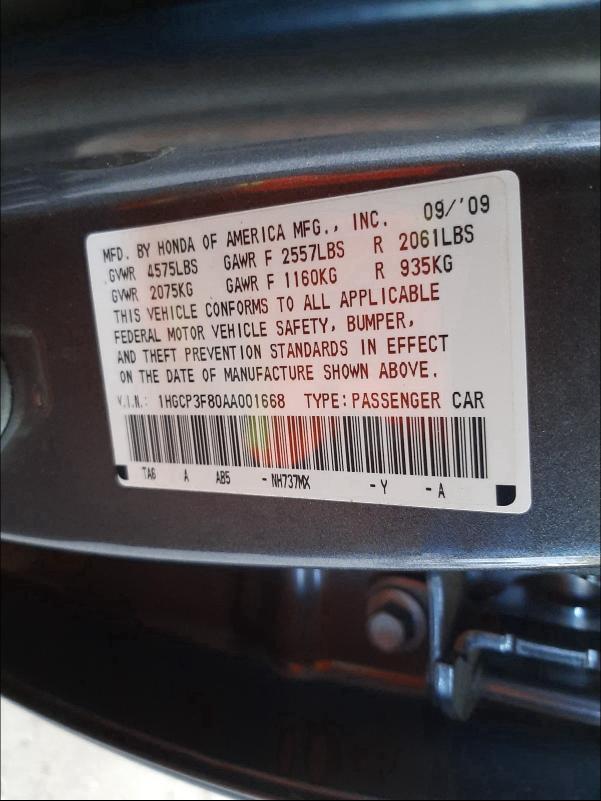 MFD. BY HONDA OF AMERICA MFG., INC. 09/'09
GVWR 4575LBS GAWR F 2557LBS R 2061LBS
GVWR 2075KG GAWR F 1160KG R 935KG
THIS VEHICLE CONFORMS TO ALL APPLICABLE
FEDERAL MOTOR VEHICLE SAFETY, BUMPER,
AND THEFT PREVENTION STANDARDS IN EFFECT
ON THE DATE OF MANUFACTURE SHOWN ABOVE.
V.I.N.: 1HGCP3F80AA001668 TYPE: PASSENGER CAR
TA6 A AB5 -NH737MX -Y -A